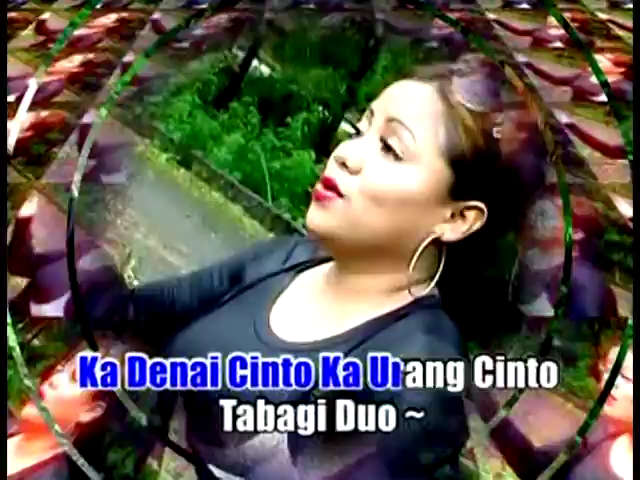 Ka Denai Cinto Ka Urang Cinto
Tabagi Duo ~